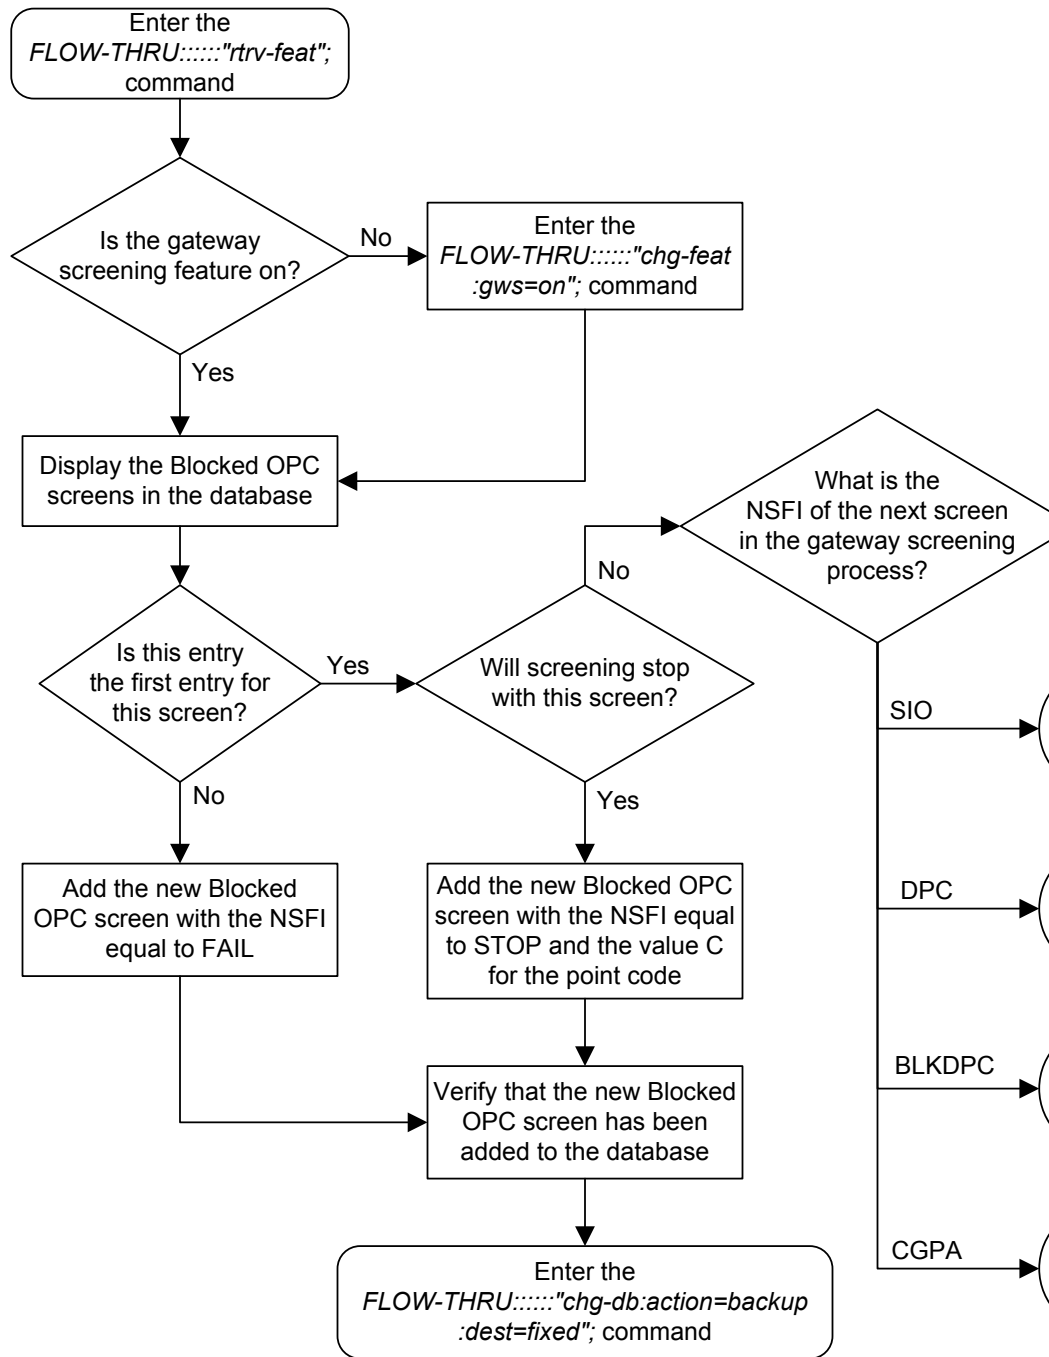 Enter the
FLOW-THRU::::::"rtrv-feat";
command
Is the gateway
screening feature on?
No
Enter the
FLOW-THRU::::::"chg-feat
:gws=on"; command
Yes
Display the Blocked OPC
screens in the database
What is the
NSFI of the next screen
in the gateway screening
process?
No
Is this entry
the first entry for
this screen?
Yes
Will screening stop
with this screen?
SIO
No
Yes
Add the new Blocked
OPC screen with the NSFI
equal to FAIL
Add the new Blocked OPC
screen with the NSFI equal
to STOP and the value C
for the point code
DPC
Verify that the new Blocked
OPC screen has been
added to the database
BLKDPC
Enter the
FLOW-THRU::::::"chg-db:action=backup
:dest=fixed"; command
CGPA